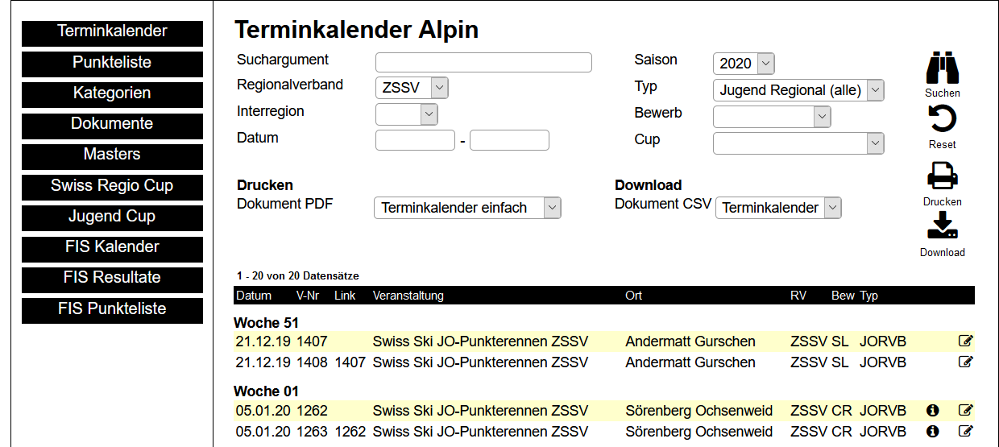 Terminkalender
Punkteliste
Kategorien
Dokumente
Masters
Swiss Regio Cup
Jugend Cup
FIS Kalender
FIS Resultate
FIS Punkteliste
Terminkalender Alpin
Suchargument
Saison 2020
Suchen
Regionalverband ZSSV
Typ Jugend Regional (alle)
Interregion
Bewerb
Reset
Datum -
Cup
Drucken
Dokument PDF Terminkalender einfach
Download
Dokument CSV Terminkalender
Drucken
Download
1 - 20 von 20 Datensätze
Datum V-Nr Link Veranstaltung Ort RV Bew Typ
Woche 51
21.12.19 1407 Swiss Ski JO-Punkterennen ZSSV Andermatt Gurschen ZSSV SL JORVB
21.12.19 1408 1407 Swiss Ski JO-Punkterennen ZSSV Andermatt Gurschen ZSSV SL JORVB
Woche 01
05.01.20 1262 Swiss Ski JO-Punkterennen ZSSV Sörenberg Ochsenweid ZSSV CR JORVB
05.01.20 1263 1262 Swiss Ski JO-Punkterennen ZSSV Sörenberg Ochsenweid ZSSV CR JORVB